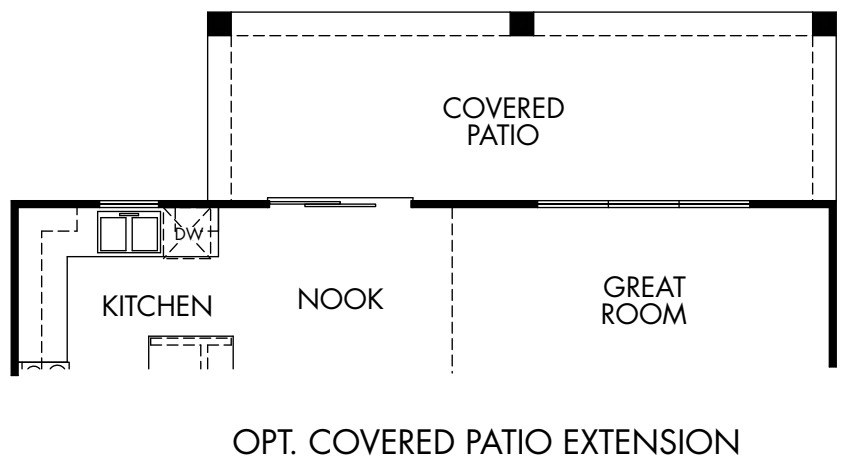 COVERED
PATIO
DW
KITCHEN
NOOK
GREAT
ROOM
OPT. COVERED PATIO EXTENSION